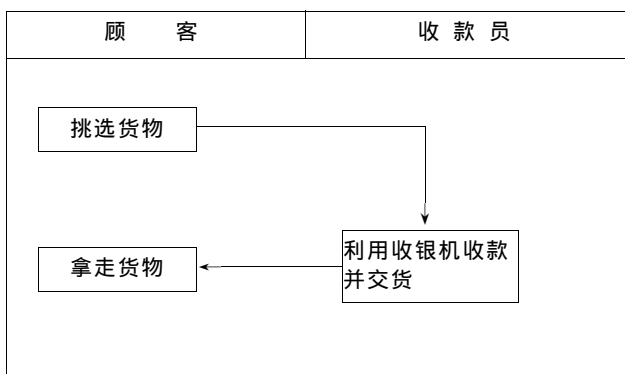 顾 客
收 款 员
挑选货物
利用收银机收款
并交货
拿走货物